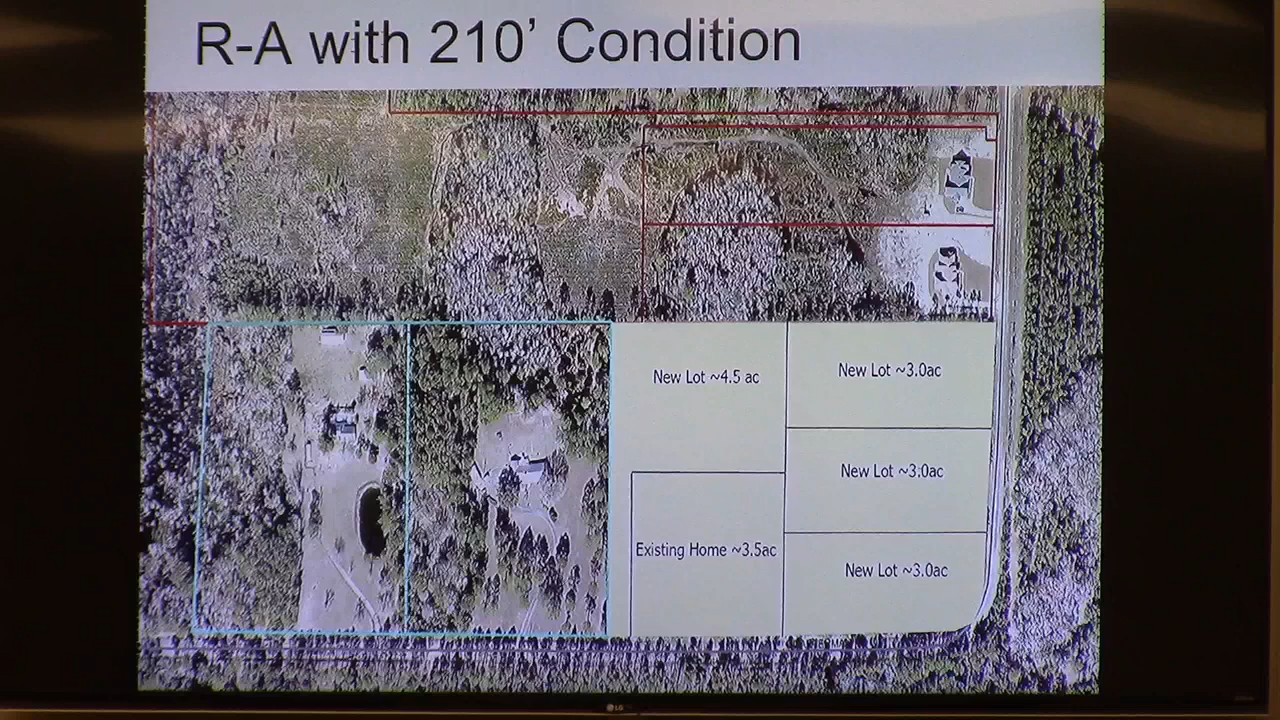 R-A with 210’ Condition
New Lot ~4.5 ac
New Lot ~3.0ac
New Lot ~3.0ac
Existing Home ~3.5ac
New Lot ~3.0ac
LG